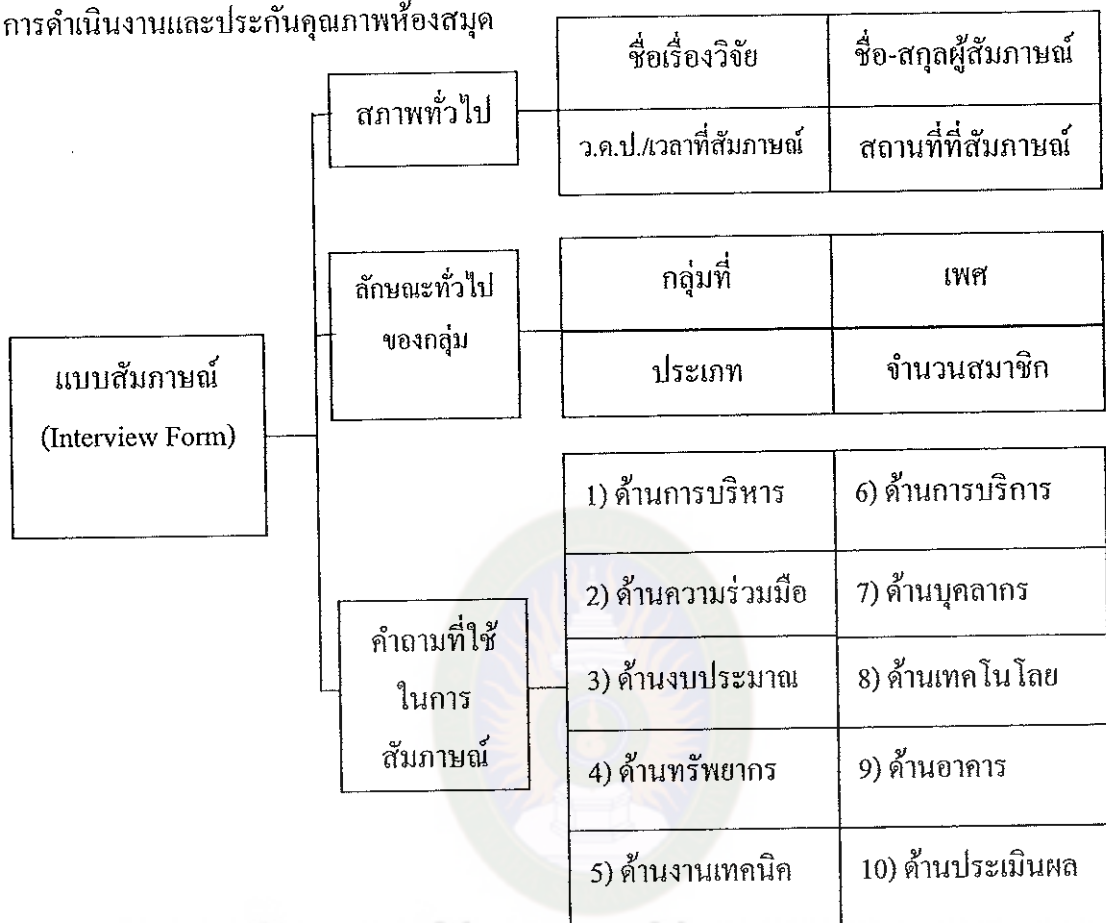 การดำเนินงานและประกันคุณภาพห้องสมุด
สภาพทั่วไป
ชื่อเรื่องวิจัย
ชื่อ-สกุลผู้สัมภาษณ์
ว.ด.ป./เวลาที่สัมภาษณ์
สถานที่ที่สัมภาษณ์
ลักษณะทั่วไป
ของกลุ่ม
กลุ่มที่
เพศ
ประเภท
จำนวนสมาชิก
แบบสัมภาษณ์
(Interview Form)
คำถามที่ใช้
ในการ
สัมภาษณ์
1) ด้านการบริหาร
6) ด้านการบริการ
2) ด้านความร่วมมือ
7) ด้านบุคลากร
3) ด้านงบประมาณ
8) ด้านเทคโนโลย
4) ด้านทรัพยากร
9) ด้านอาคาร
5) ด้านงานเทคนิค
10) ด้านประเมินผล